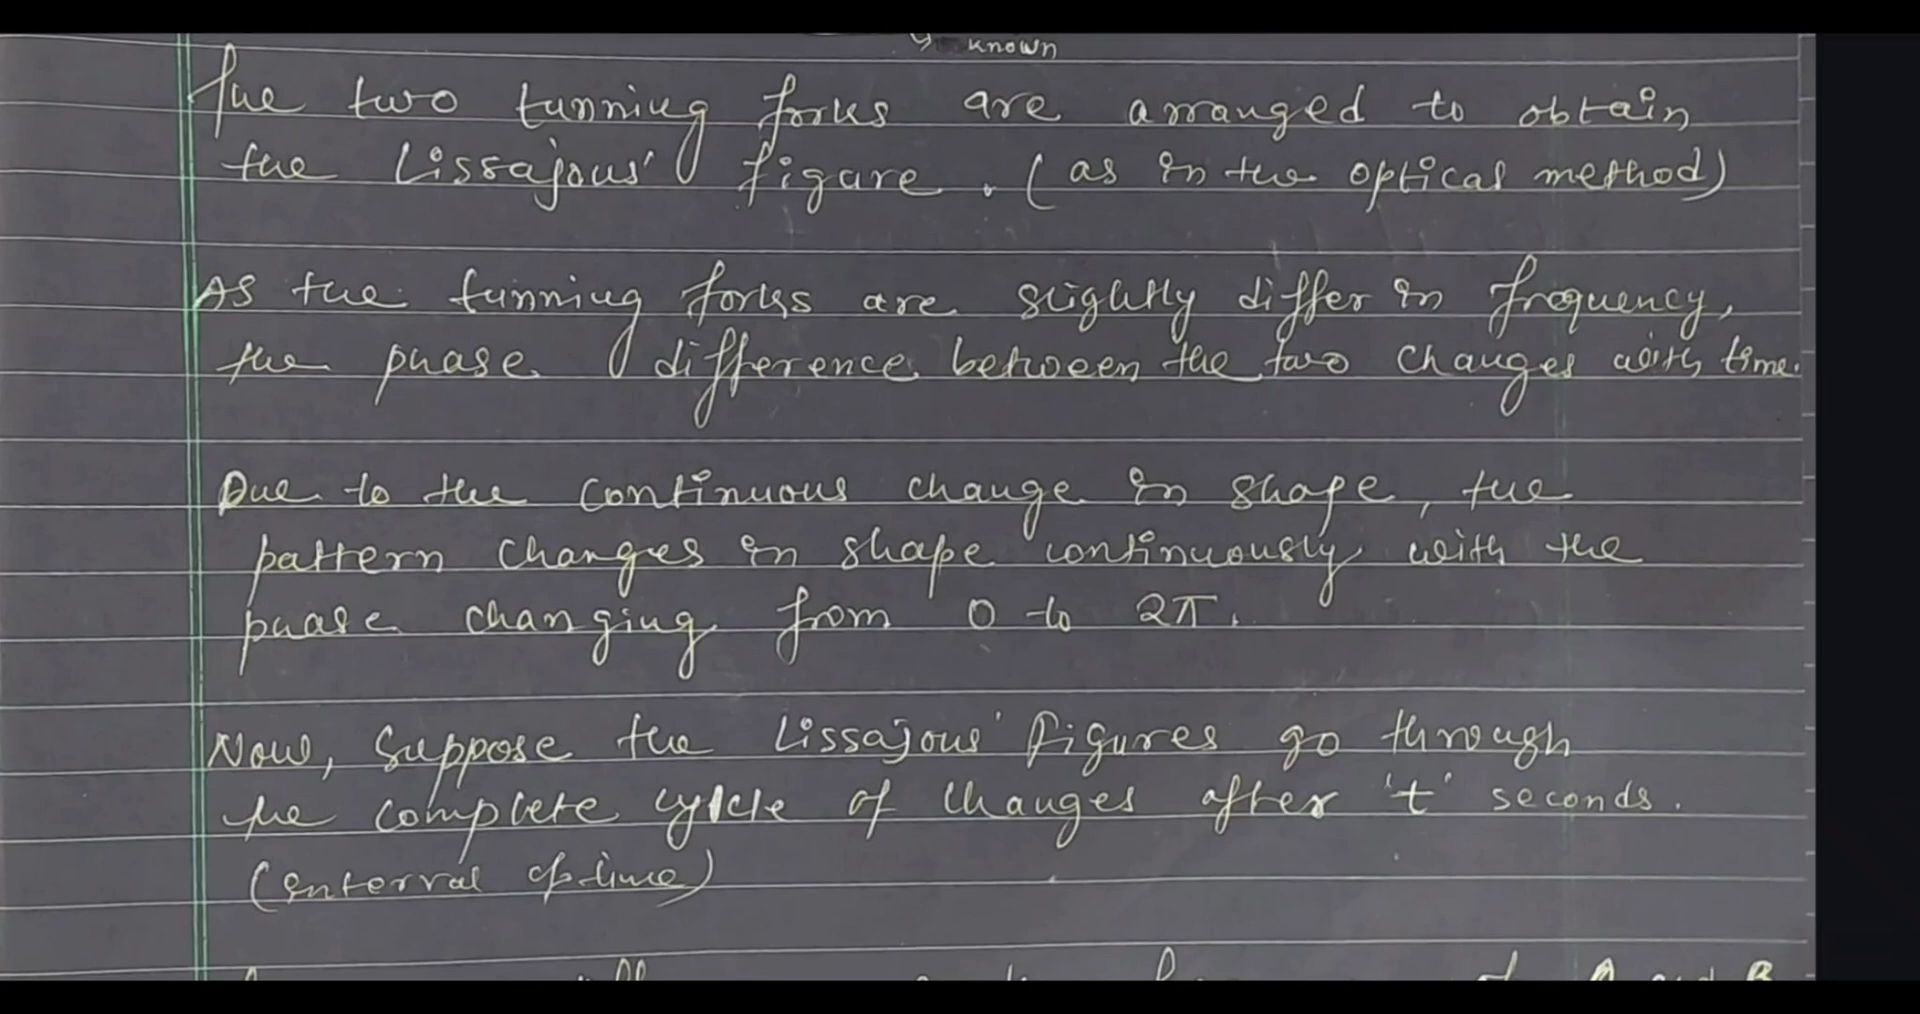 known
The two tunning forks are arranged to obtain
the Lissajous' figure. (as in the optical method)
As the tunning forks are slightly differ in frequency,
the phase difference between the two changes with time.
Due to the continuous change in shape, the
pattern changes in shape continuously with the
phase changing from 0 to 2π.
Now, Suppose the Lissajous' figures go through
the complete cylcle of changes after 't' seconds.
(interval of time)
A and B